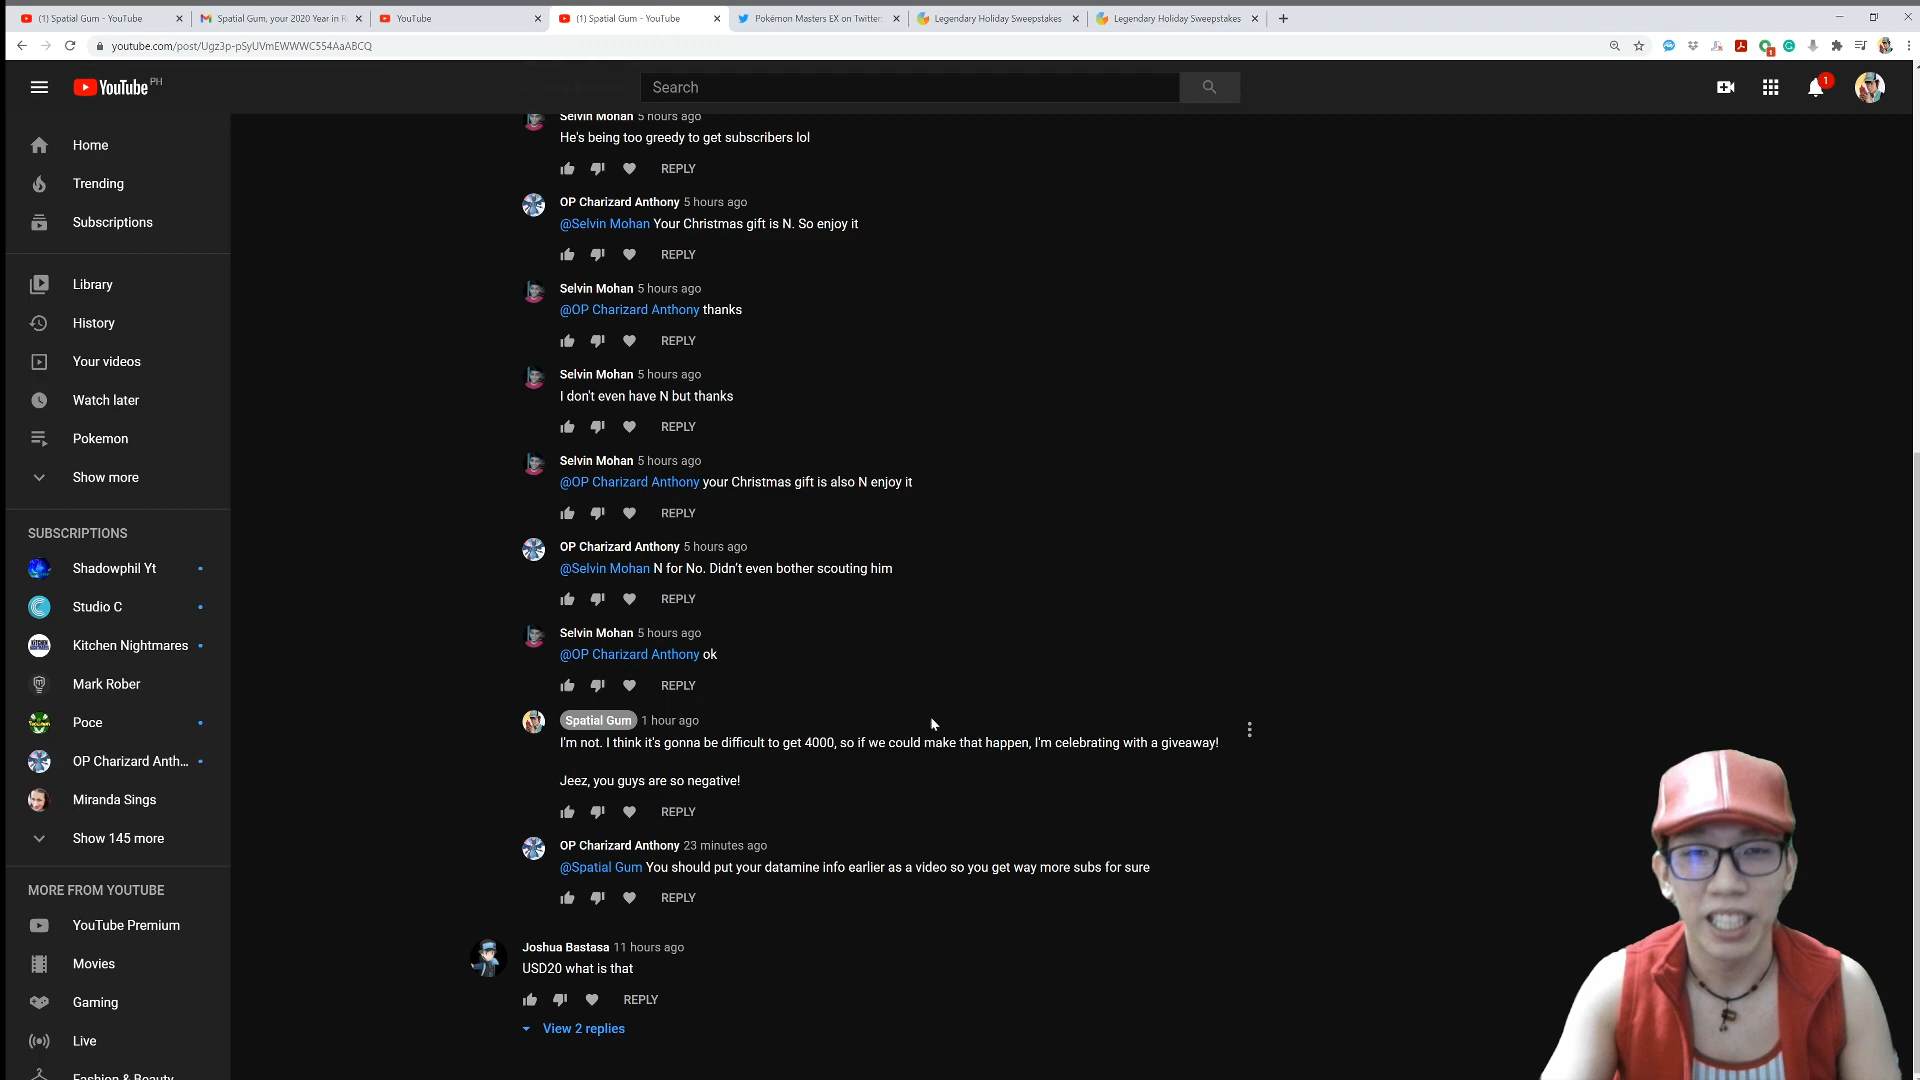 (1) Spatial Gum - YouTube
Spatial Gum, your 2020 Year in R
YouTube
(1) Spatial Gum - YouTube
Pokémon Masters EX on Twitter:
Legendary Holiday Sweepstakes
Legendary Holiday Sweepstakes
youtube.com/post/Ugz3p-pSyUVmEWWWC554AaABCQ
YouTube PH
Search
1
Home
Trending
Subscriptions
Library
History
Your videos
Watch later
Pokemon
Show more
SUBSCRIPTIONS
Shadowphil Yt
Studio C
Kitchen Nightmares
Mark Rober
Poce
OP Charizard Anth...
Miranda Sings
Show 145 more
MORE FROM YOUTUBE
YouTube Premium
Movies
Gaming
Live
Fashion & Beauty
Selvin Mohan 5 hours ago
He's being too greedy to get subscribers lol
REPLY
OP Charizard Anthony 5 hours ago
@Selvin Mohan Your Christmas gift is N. So enjoy it
REPLY
Selvin Mohan 5 hours ago
@OP Charizard Anthony thanks
REPLY
Selvin Mohan 5 hours ago
I don't even have N but thanks
REPLY
Selvin Mohan 5 hours ago
@OP Charizard Anthony your Christmas gift is also N enjoy it
REPLY
OP Charizard Anthony 5 hours ago
@Selvin Mohan N for No. Didn't even bother scouting him
REPLY
Selvin Mohan 5 hours ago
@OP Charizard Anthony ok
REPLY
Spatial Gum 1 hour ago
I'm not. I think it's gonna be difficult to get 4000, so if we could make that happen, I'm celebrating with a giveaway!
Jeez, you guys are so negative!
REPLY
OP Charizard Anthony 23 minutes ago
@Spatial Gum You should put your datamine info earlier as a video so you get way more subs for sure
REPLY
Joshua Bastasa 11 hours ago
USD20 what is that
REPLY
View 2 replies